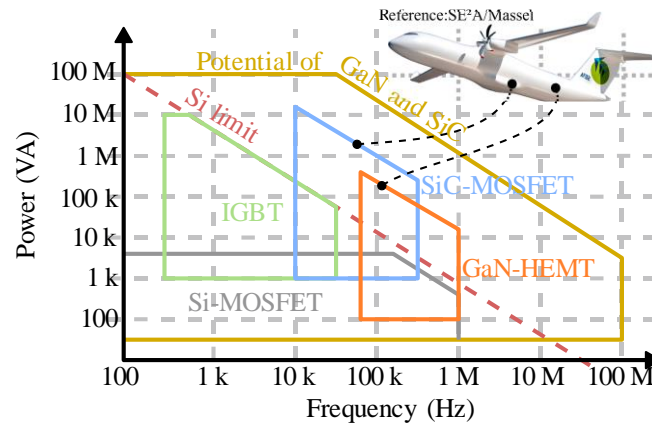 Reference:SE²A/Massel
Potential of
GaN and SiC
Si limit
100 M
10 M
1 M
100 k
10 k
1 k
100
Power (VA)
IGBT
SiC-MOSFET
GaN-HEMT
Si-MOSFET
100
1 k
10 k
100 k
1 M
10 M
100 M
Frequency (Hz)